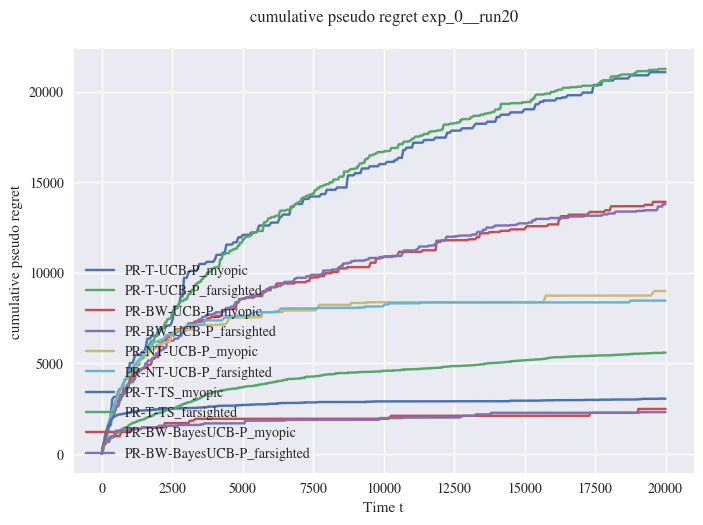 cumulative pseudo regret exp_0__run20
cumulative pseudo regret
20000
15000
10000
5000
0
PR-T-UCB-P_myopic
PR-T-UCB-P_farsighted
PR-BW-UCB-P_myopic
PR-BW-UCB-P_farsighted
PR-NT-UCB-P_myopic
PR-NT-UCB-P_farsighted
PR-T-TS_myopic
PR-T-TS_farsighted
PR-BW-BayesUCB-P_myopic
PR-BW-BayesUCB-P_farsighted
0 2500 5000 7500 10000 12500 15000 17500 20000
Time t